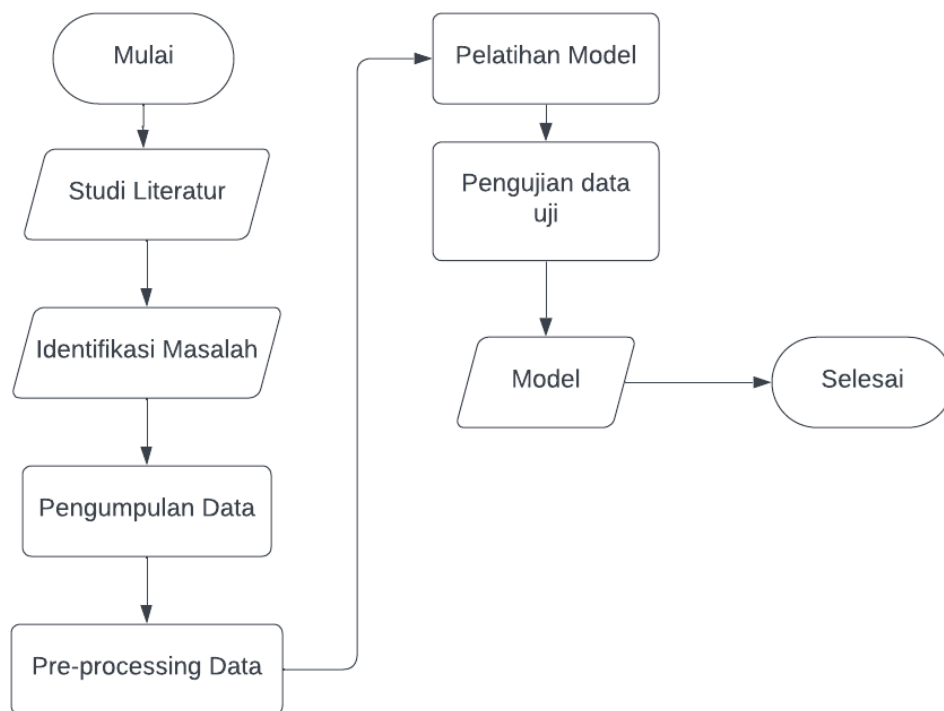 Mulai
Studi Literatur
Identifikasi Masalah
Pengumpulan Data
Pre-processing Data
Pelatihan Model
Pengujian data
uji
Model
Selesai